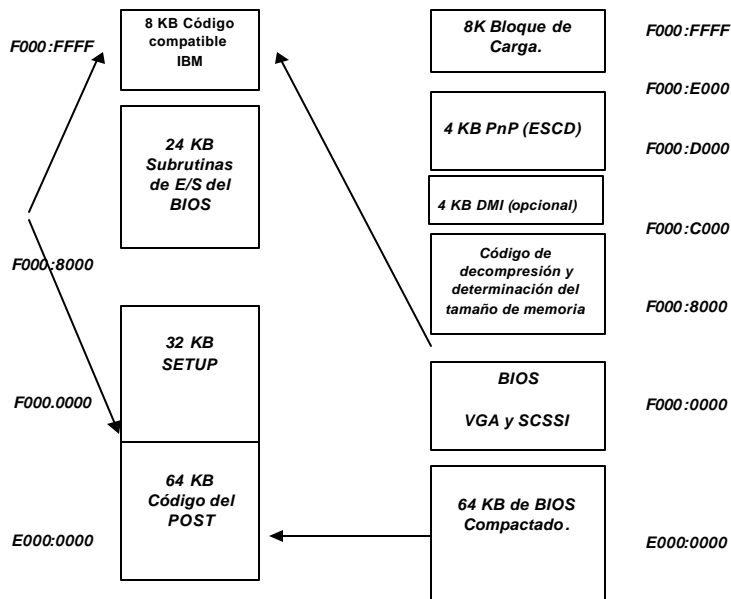 F000:FFFF
8 KB Código
compatible
IBM
24 KB
Subrutinas
de E/S del
BIOS
F000:8000
32 KB
SETUP
F000.0000
64 KB
Código del
POST
E000:0000
8K Bloque de
Carga.
F000:FFFF
F000:E000
4 KB PnP (ESCD)
F000:D000
4 KB DMI (opcional)
F000:C000
Código de
decompresión y
determinación del
tamaño de memoria
F000:8000
BIOS
VGA y SCSSI
F000:0000
64 KB de BIOS
Compactado.
E000:0000